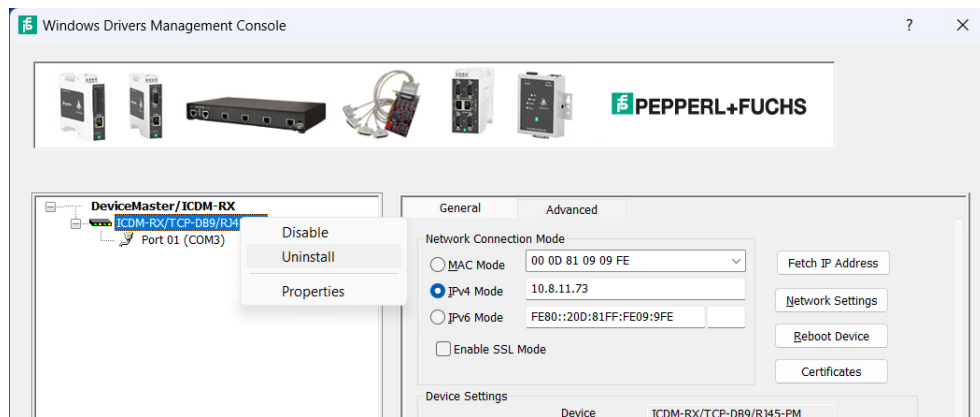 Windows Drivers Management Console
? X
PEPPERL+FUCHS
DeviceMaster/ICDM-RX
ICDM-RX/TCP-DB9/RJ4
Port 01 (COM3)
Disable
Uninstall
Properties
General Advanced
Network Connection Mode
MAC Mode 00 0D 81 09 09 FE
IPv4 Mode 10.8.11.73
IPv6 Mode FE80::20D:81FF:FE09:9FE
Enable SSL Mode
Fetch IP Address
Network Settings
Reboot Device
Certificates
Device Settings
Device ICDM-RX/TCP-DB9/RJ45-PM